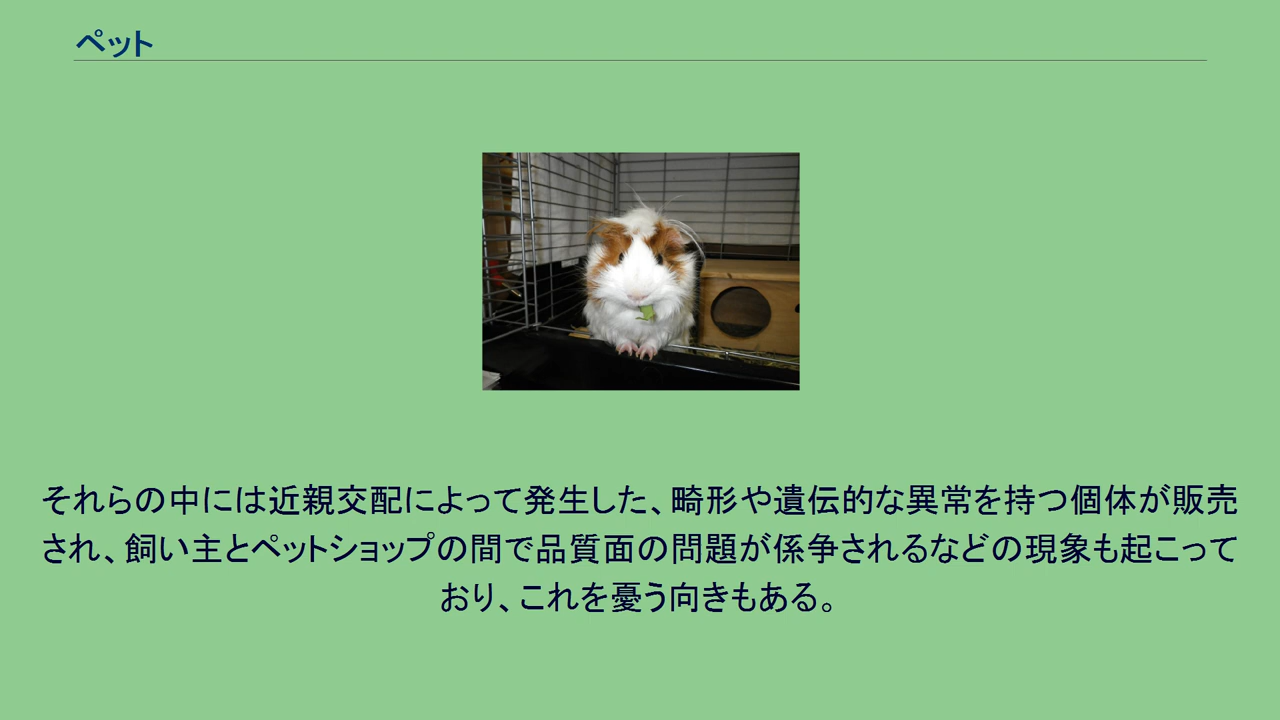 ペット
それらの中には近親交配によって発生した、畸形や遺伝的な異常を持つ個体が販売
され、飼い主とペットショップの間で品質面の問題が係争されるなどの現象も起こって
おり、これを憂う向きもある。